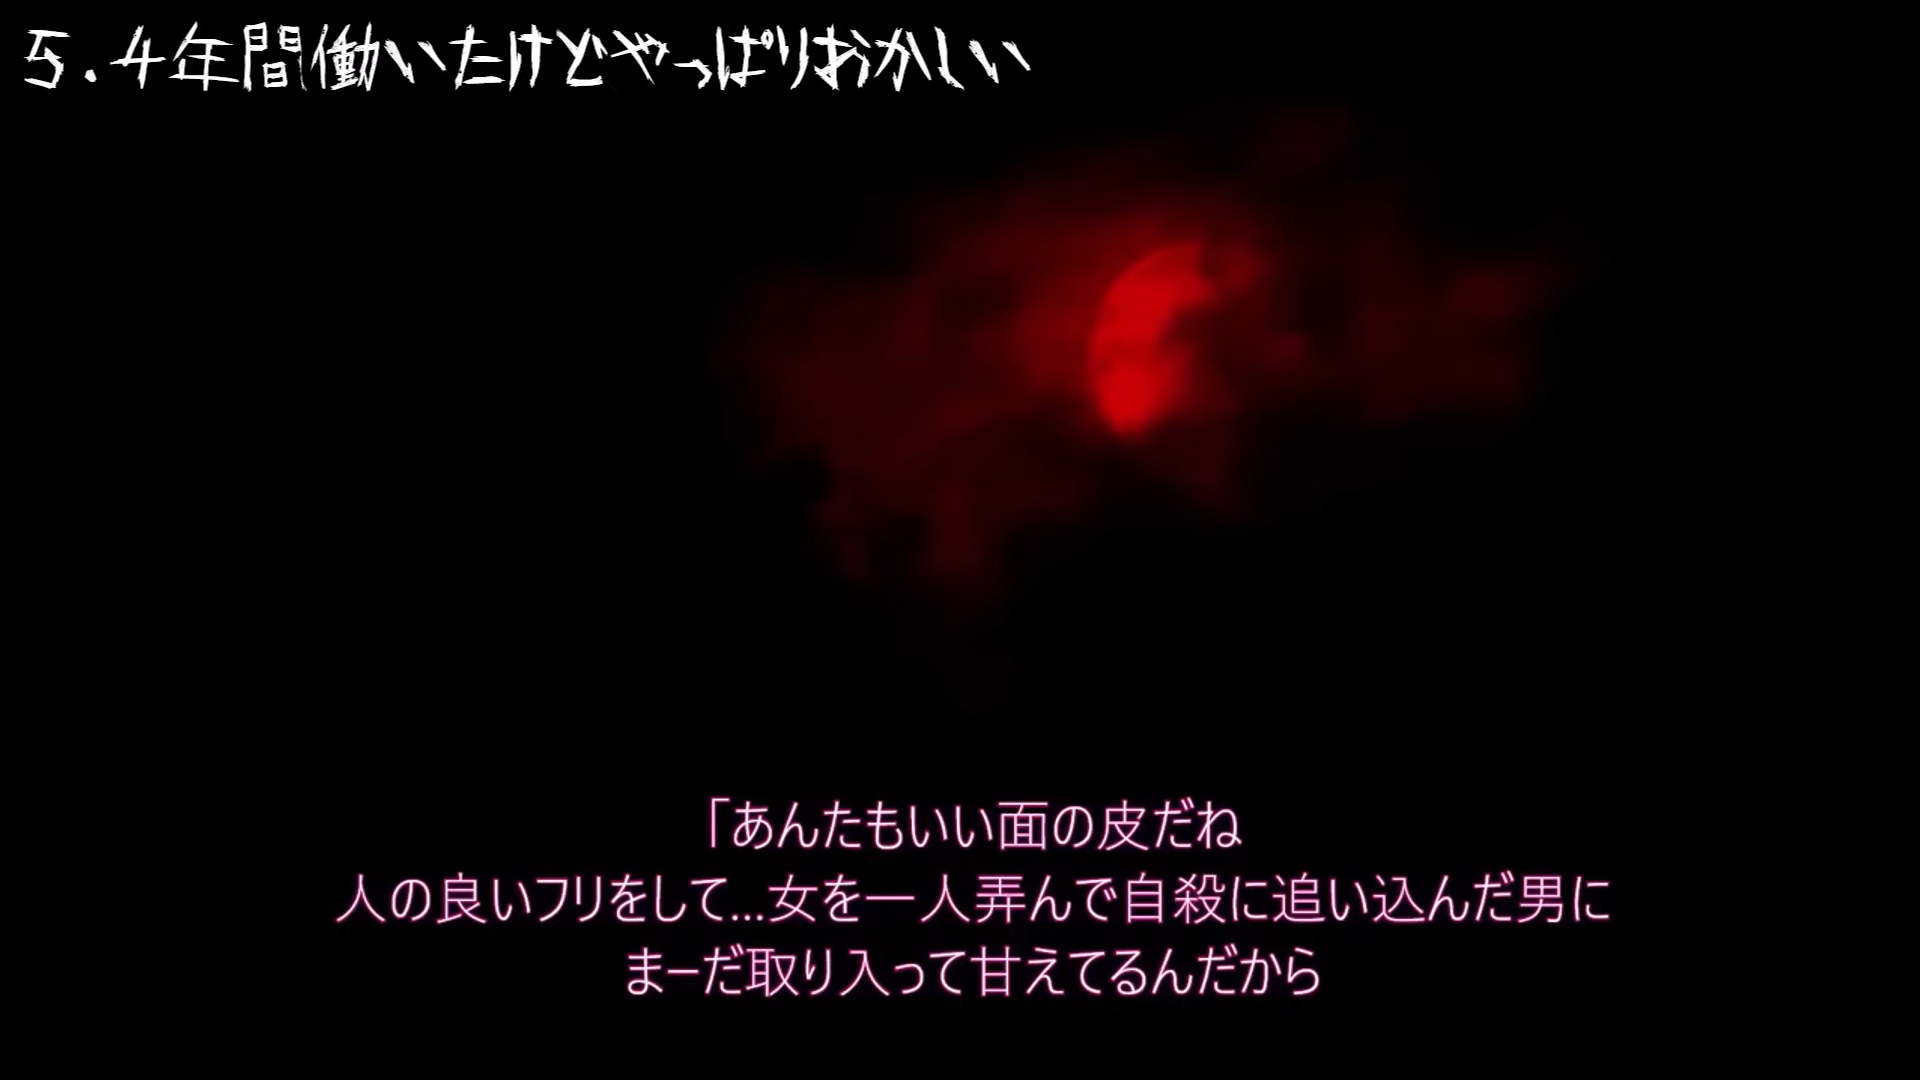 5.4年間働いたけどやっぱりおかしい
「あんたもいい面の皮だね
人の良いフリをして...女を一人弄んで自殺に追い込んだ男に
まーだ取り入って甘えてるんだから